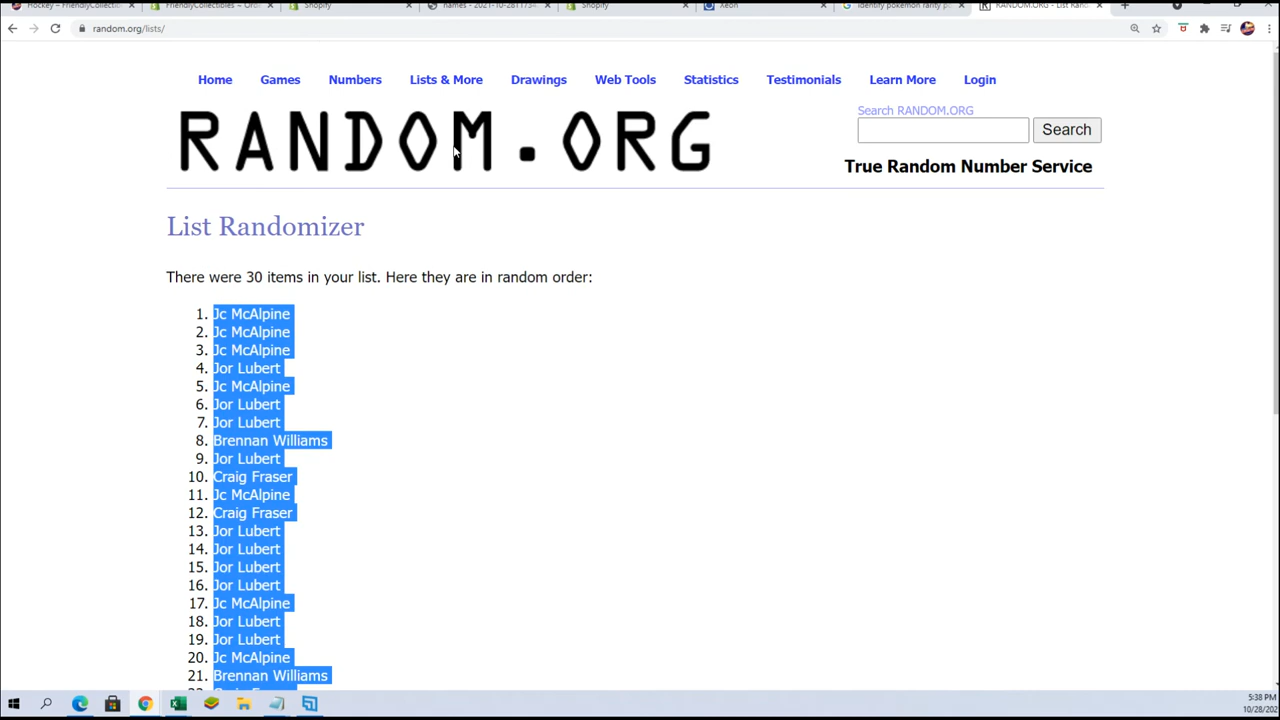 Hockey – FriendlyCollectib
FriendlyCollectibles ~ Ord
Shopify
names - 2021-10-28T1734
Shopify
Xeon
identify pokemon rarity p
RANDOM.ORG - List Rand
random.org/lists/
Home Games Numbers Lists & More Drawings Web Tools Statistics Testimonials Learn More Login
RANDOM.ORG
Search RANDOM.ORG
Search
True Random Number Service
List Randomizer
There were 30 items in your list. Here they are in random order:
1. Jc McAlpine
2. Jc McAlpine
3. Jc McAlpine
4. Jor Lubert
5. Jc McAlpine
6. Jor Lubert
7. Jor Lubert
8. Brennan Williams
9. Jor Lubert
10. Craig Fraser
11. Jc McAlpine
12. Craig Fraser
13. Jor Lubert
14. Jor Lubert
15. Jor Lubert
16. Jor Lubert
17. Jc McAlpine
18. Jor Lubert
19. Jor Lubert
20. Jc McAlpine
21. Brennan Williams
5:38 PM
10/28/202